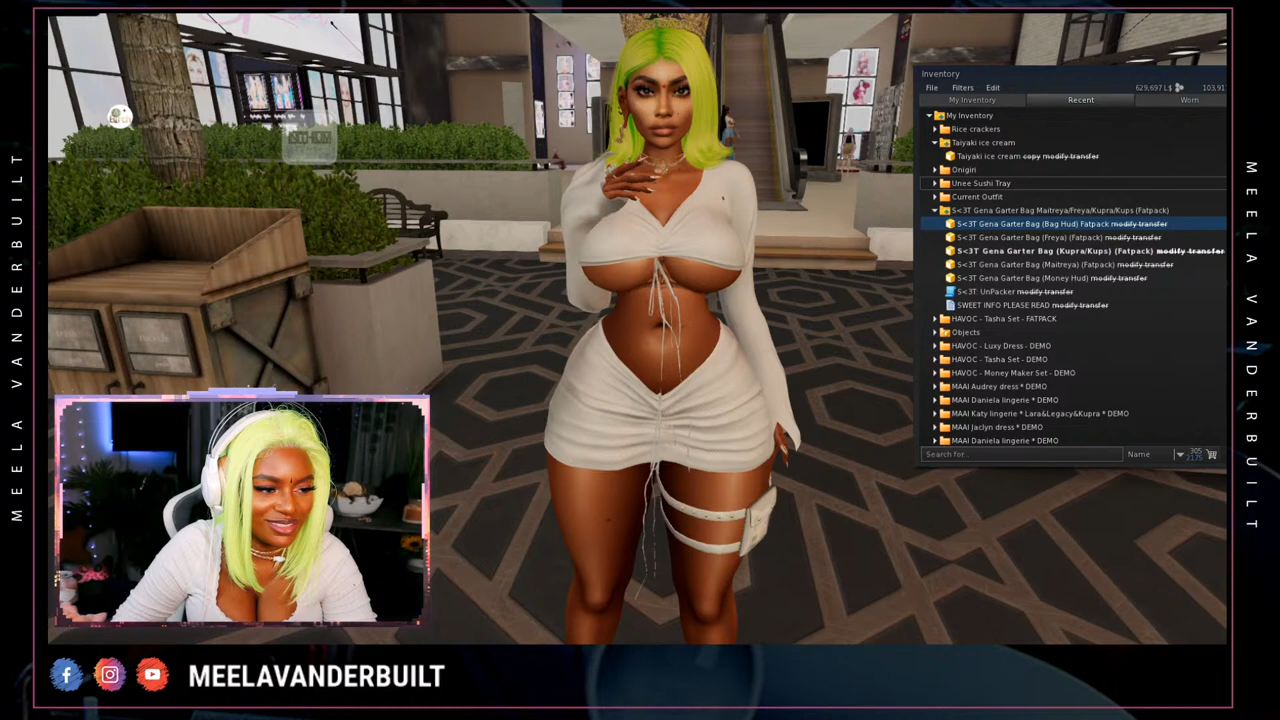 MEELA VANDERBUILT
Inventory
File Filters Edit 629,697 L$ 103,91
My Inventory Recent Worn
My Inventory
Rice crackers
Taiyaki ice cream
Taiyaki ice cream copy modify transfer
Onigiri
Unee Sushi Tray
Current Outfit
S<3T Gena Garter Bag Maitreya/Freya/Kupra/Kups (Fatpack)
S<3T Gena Garter Bag (Bag Hud) Fatpack modify transfer
S<3T Gena Garter Bag (Freya) (Fatpack) modify transfer
S<3T Gena Garter Bag (Kupra/Kups) (Fatpack) modify transfer
S<3T Gena Garter Bag (Maitreya) (Fatpack) modify transfer
S<3T Gena Garter Bag (Money Hud) modify transfer
S<3T: UnPacker modify transfer
SWEET INFO PLEASE READ modify transfer
HAVOC - Tasha Set - FATPACK
Objects
HAVOC - Luxy Dress - DEMO
HAVOC - Tasha Set - DEMO
HAVOC - Money Maker Set - DEMO
MAAI Audrey dress * DEMO
MAAI Daniela lingerie * DEMO
MAAI Katy lingerie * Lara&Legacy&Kupra * DEMO
MAAI Jaclyn dress * DEMO
MAAI Daniela lingerie * DEMO
Search for... Name 305
2175
MEELA VANDERBUILT
MEELAVANDERBUILT